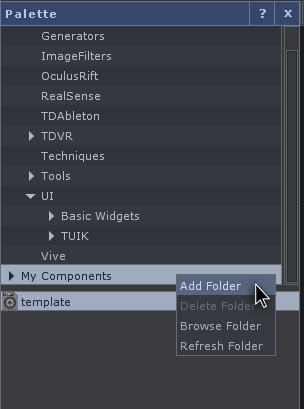 Palette ? x
Generators
ImageFilters
OculusRift
RealSense
TDAbleton
TDVR
Techniques
Tools
UI
Basic Widgets
TUIK
Vive
My Components
Add Folder
template
Delete Folder
Browse Folder
Refresh Folder